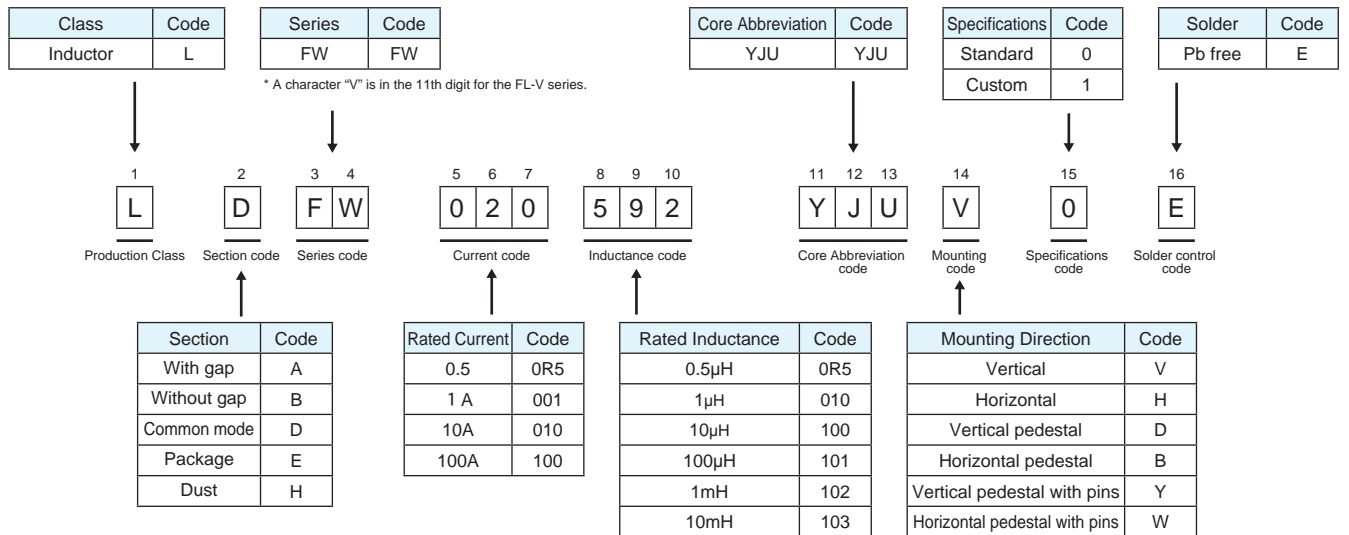 Class Code
Inductor L
Series Code
FW FW
* A character “V” is in the 11th digit for the FL-V series.
Core Abbreviation Code
YJU YJU
Specifications Code
Standard 0
Custom 1
Solder Code
Pb free E
1 2 3 4 5 6 7 8 9 10 11 12 13 14 15 16
L D F W 0 2 0 5 9 2 Y J U V 0 E
Production Class
Section code
Series code
Current code
Inductance code
Core Abbreviation
code
Mounting
code
Specifications
code
Solder control
code
Section Code
With gap A
Without gap B
Common mode D
Package E
Dust H
Rated Current Code
0.5 0R5
1 A 001
10A 010
100A 100
Rated Inductance Code
0.5μH 0R5
1μH 010
10μH 100
100μH 101
1mH 102
10mH 103
Mounting Direction Code
Vertical V
Horizontal H
Vertical pedestal D
Horizontal pedestal B
Vertical pedestal with pins Y
Horizontal pedestal with pins W